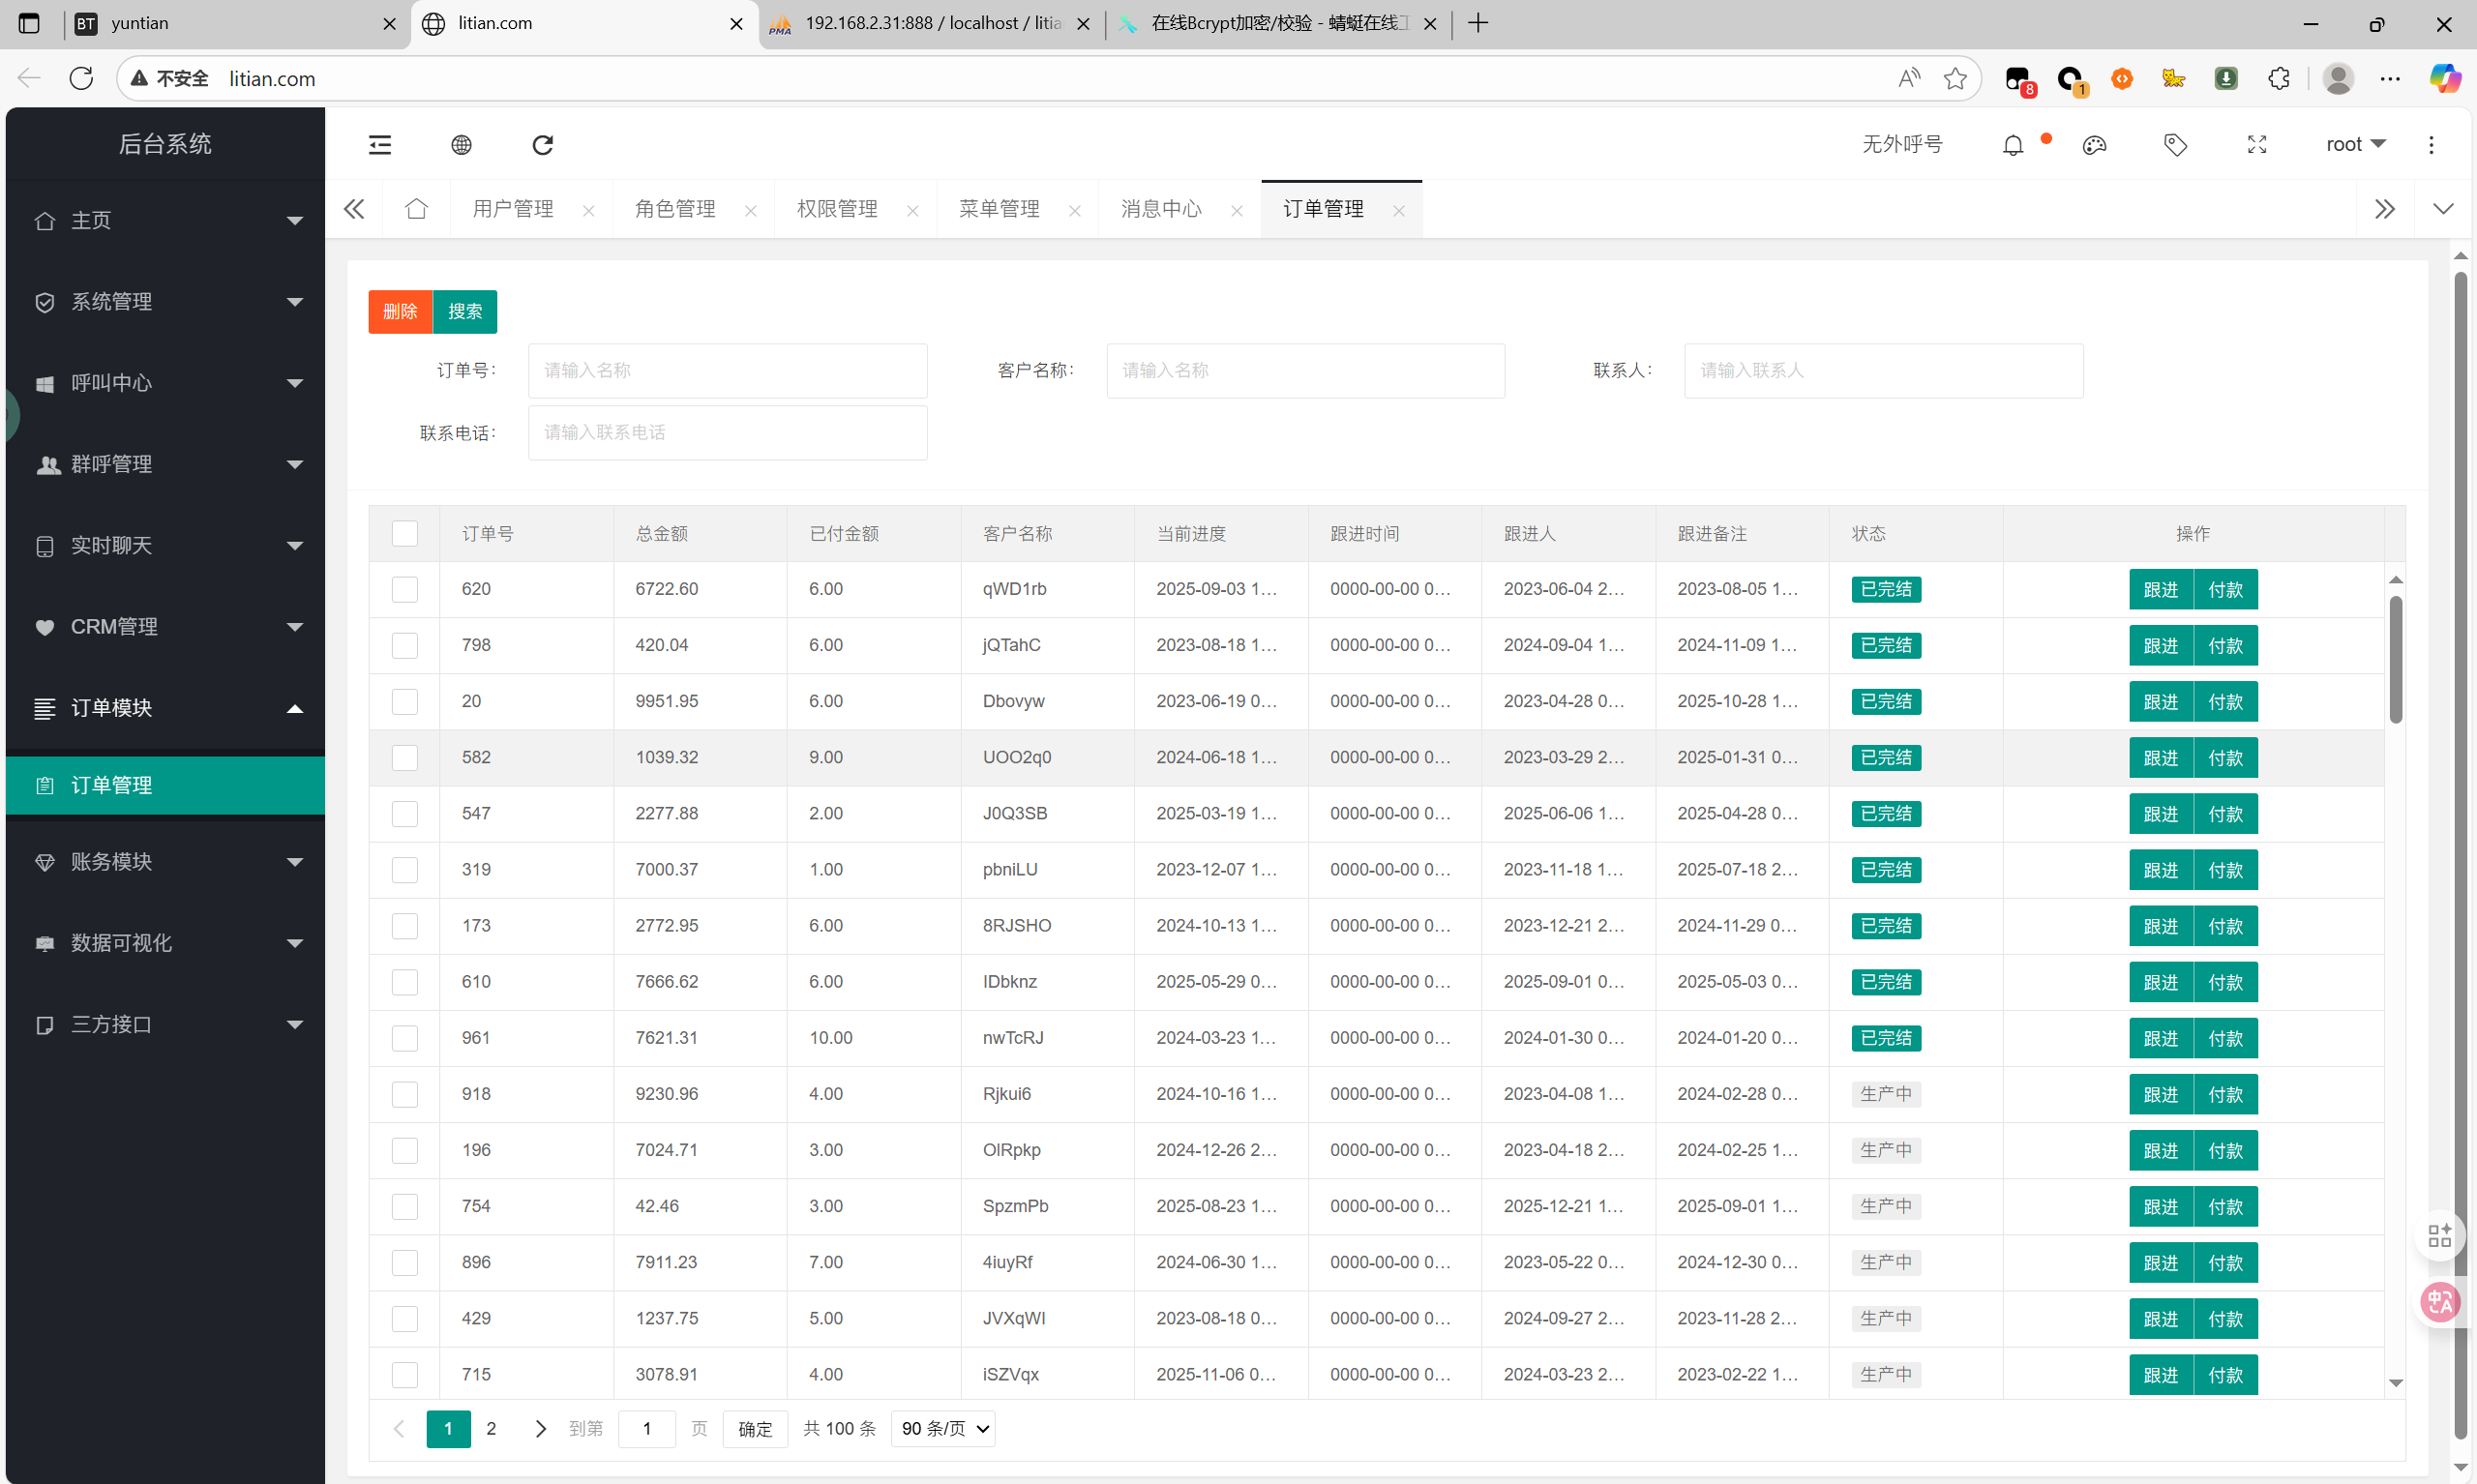 yuntian
litian.com
192.168.2.31:888 / localhost / litia
在线Bcrypt加密/校验 - 蜻蜓在线工
不安全 litian.com
8
1
后台系统
无外呼号
root
主页
系统管理
呼叫中心
群呼管理
实时聊天
CRM管理
订单模块
订单管理
账务模块
数据可视化
三方接口
用户管理 角色管理 权限管理 菜单管理 消息中心 订单管理
删除 搜索
订单号： 请输入名称 客户名称： 请输入名称 联系人： 请输入联系人
联系电话： 请输入联系电话
订单号 总金额 已付金额 客户名称 当前进度 跟进时间 跟进人 跟进备注 状态 操作
620 6722.60 6.00 qWD1rb 2025-09-03 1... 0000-00-00 0... 2023-06-04 2... 2023-08-05 1... 已完结 跟进 付款
798 420.04 6.00 jQTahC 2023-08-18 1... 0000-00-00 0... 2024-09-04 1... 2024-11-09 1... 已完结 跟进 付款
20 9951.95 6.00 Dbovyw 2023-06-19 0... 0000-00-00 0... 2023-04-28 0... 2025-10-28 1... 已完结 跟进 付款
582 1039.32 9.00 UOO2q0 2024-06-18 1... 0000-00-00 0... 2023-03-29 2... 2025-01-31 0... 已完结 跟进 付款
547 2277.88 2.00 J0Q3SB 2025-03-19 1... 0000-00-00 0... 2025-06-06 1... 2025-04-28 0... 已完结 跟进 付款
319 7000.37 1.00 pbniLU 2023-12-07 1... 0000-00-00 0... 2023-11-18 1... 2025-07-18 2... 已完结 跟进 付款
173 2772.95 6.00 8RJSHO 2024-10-13 1... 0000-00-00 0... 2023-12-21 2... 2024-11-29 0... 已完结 跟进 付款
610 7666.62 6.00 IDbknz 2025-05-29 0... 0000-00-00 0... 2025-09-01 0... 2025-05-03 0... 已完结 跟进 付款
961 7621.31 10.00 nwTcRJ 2024-03-23 1... 0000-00-00 0... 2024-01-30 0... 2024-01-20 0... 已完结 跟进 付款
918 9230.96 4.00 Rjkui6 2024-10-16 1... 0000-00-00 0... 2023-04-08 1... 2024-02-28 0... 生产中 跟进 付款
196 7024.71 3.00 OlRpkp 2024-12-26 2... 0000-00-00 0... 2023-04-18 2... 2024-02-25 1... 生产中 跟进 付款
754 42.46 3.00 SpzmPb 2025-08-23 1... 0000-00-00 0... 2025-12-21 1... 2025-09-01 1... 生产中 跟进 付款
896 7911.23 7.00 4iuyRf 2024-06-30 1... 0000-00-00 0... 2023-05-22 0... 2024-12-30 0... 生产中 跟进 付款
429 1237.75 5.00 JVXqWI 2023-08-18 0... 0000-00-00 0... 2024-09-27 2... 2023-11-28 2... 生产中 跟进 付款
715 3078.91 4.00 iSZVqx 2025-11-06 0... 0000-00-00 0... 2024-03-23 2... 2023-02-22 1... 生产中 跟进 付款
1 2 到第 1 页 确定 共 100 条 90 条/页